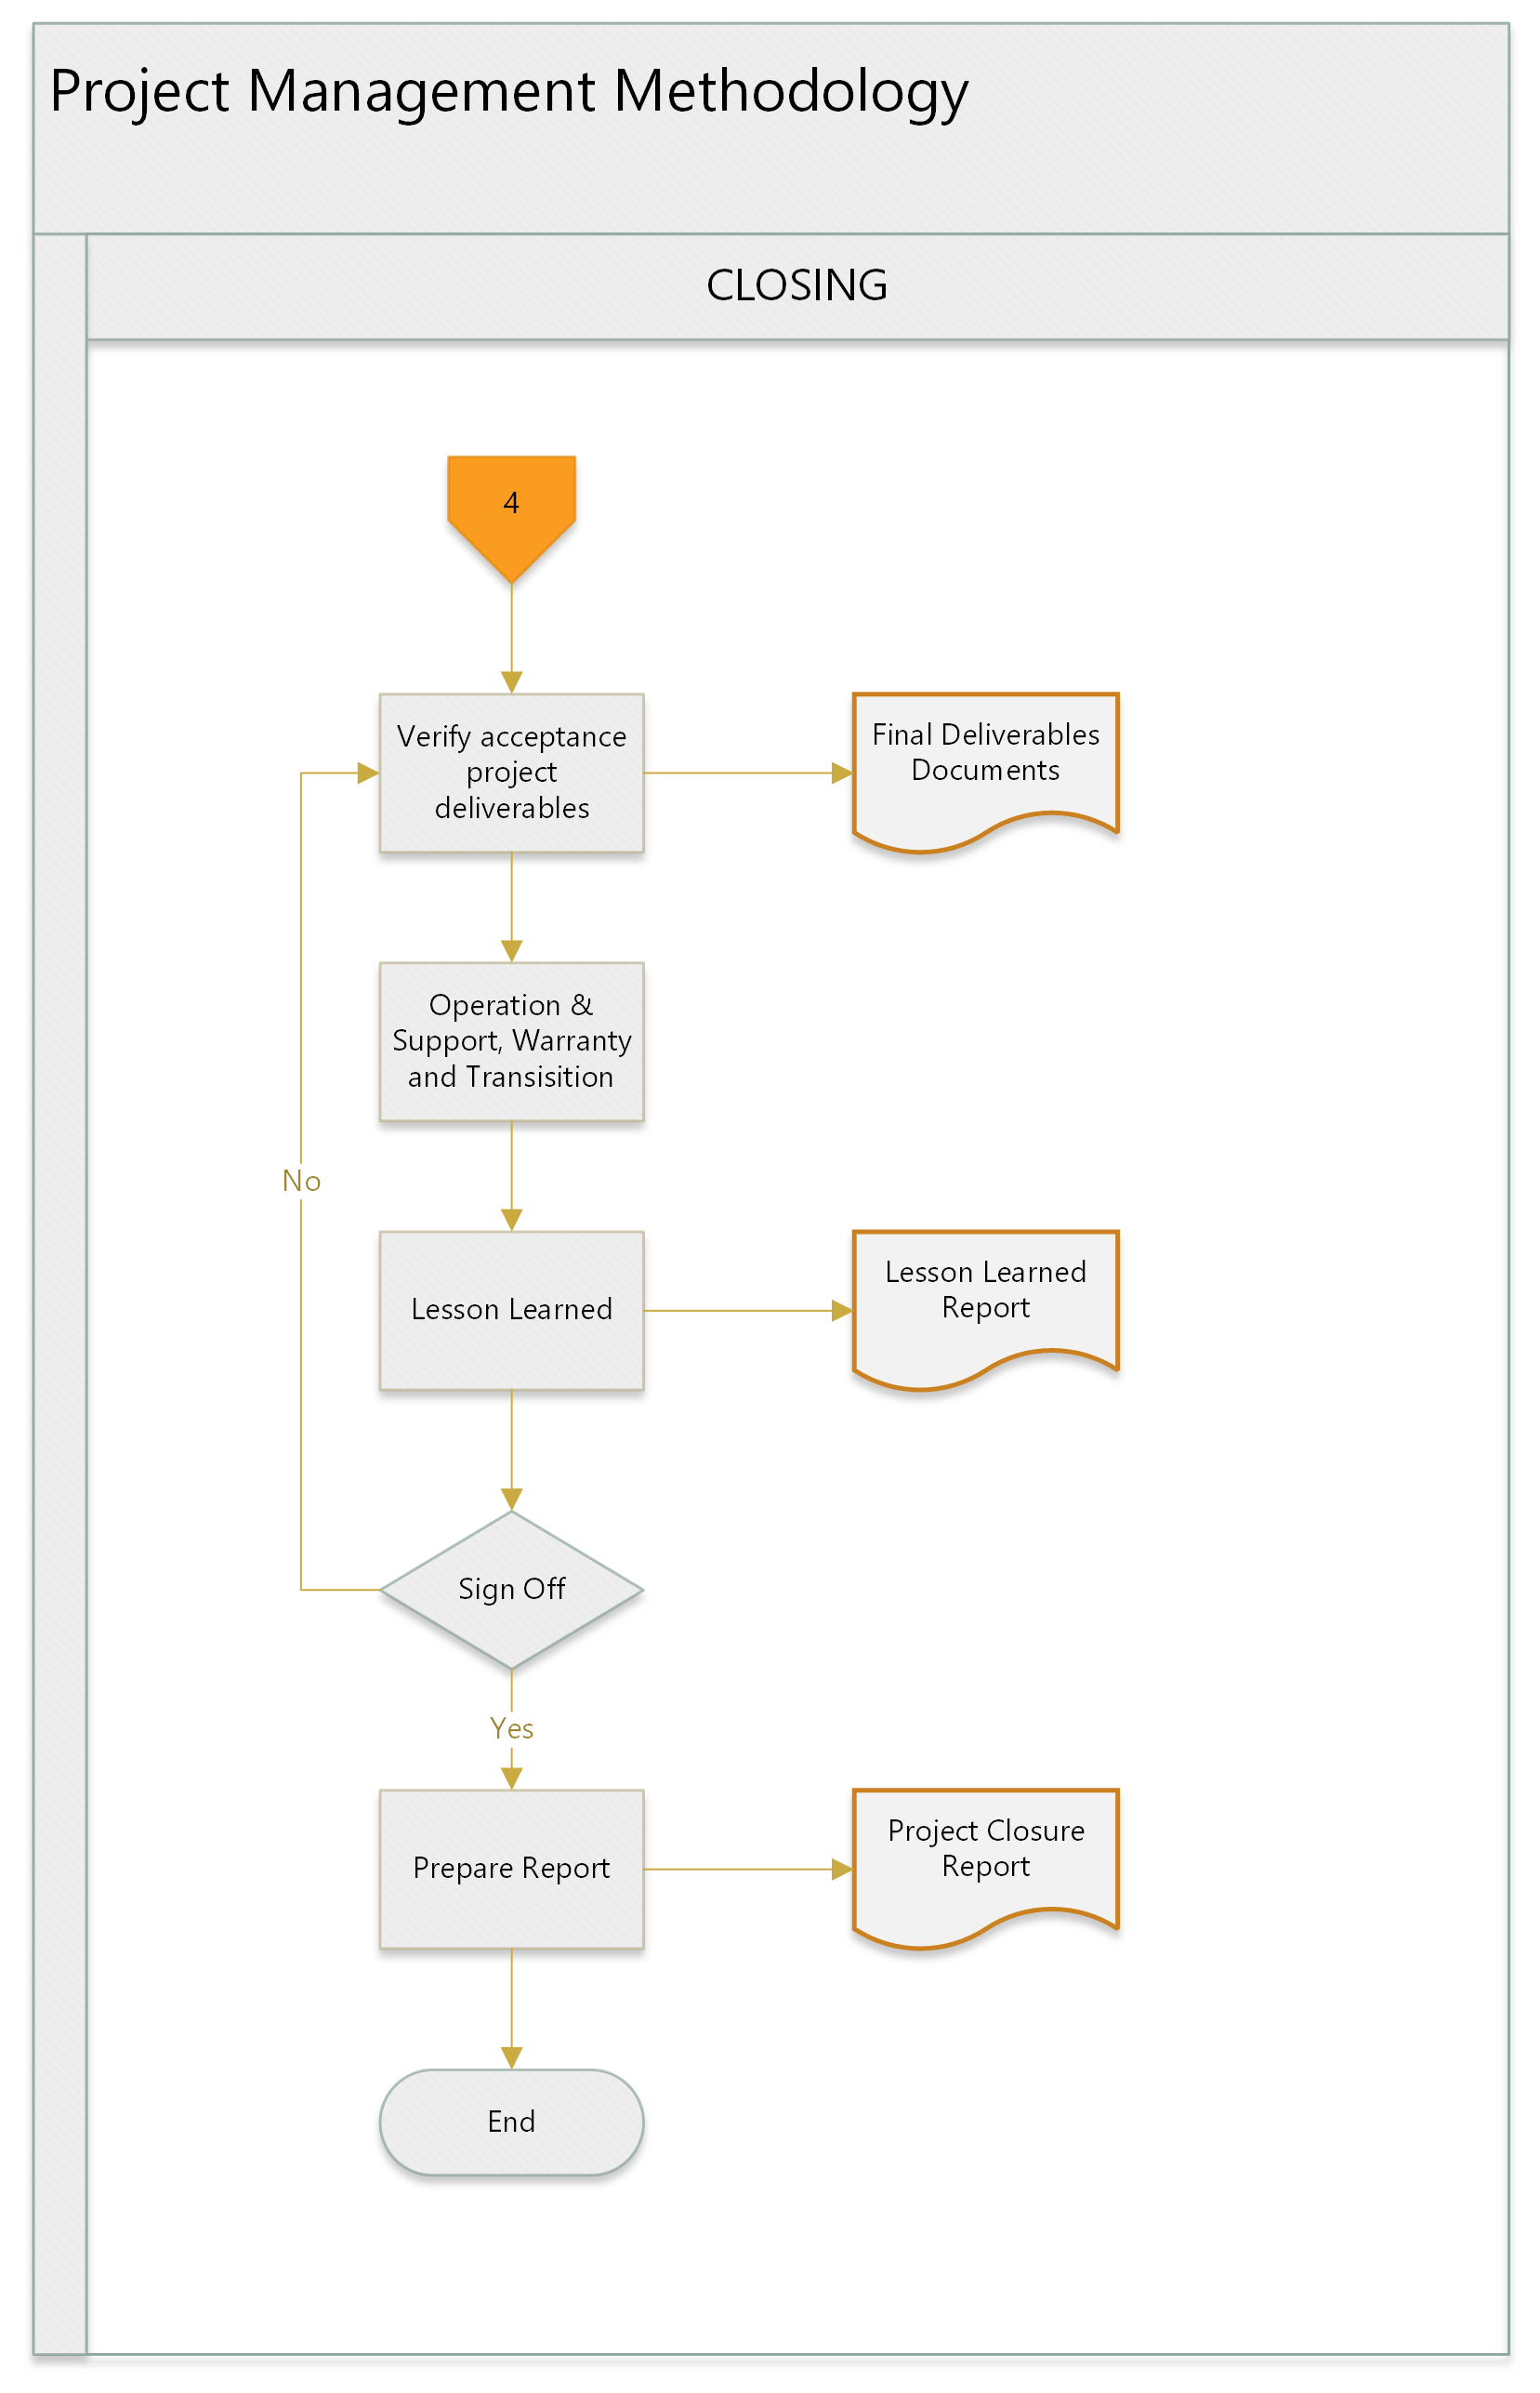 Project Management Methodology
CLOSING
4
Verify acceptance
project
deliverables
Final Deliverables
Documents
Operation &
Support, Warranty
and Transisition
No
Lesson Learned
Lesson Learned
Report
Sign Off
Yes
Prepare Report
Project Closure
Report
End